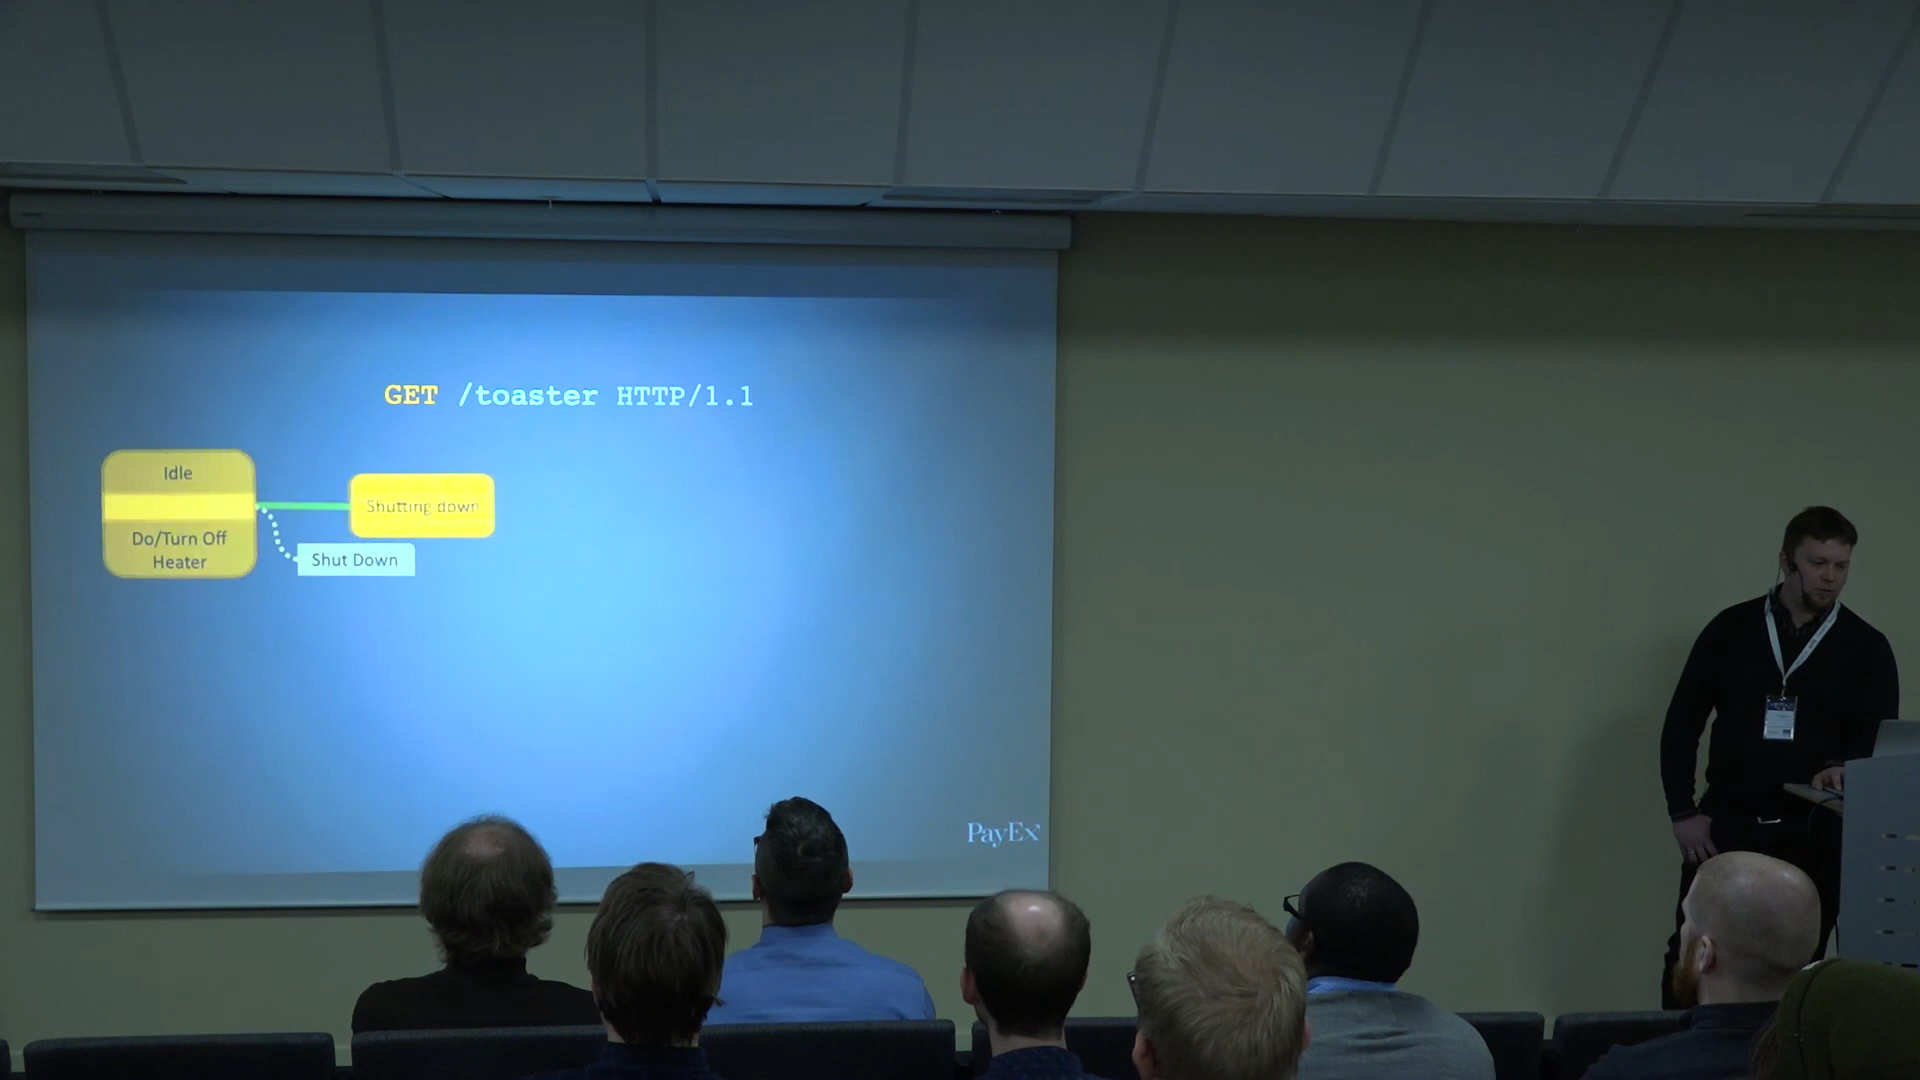 GET /toaster HTTP/1.1
Idle
Do/Turn Off
Heater
Shutting down
Shut Down
PayEx